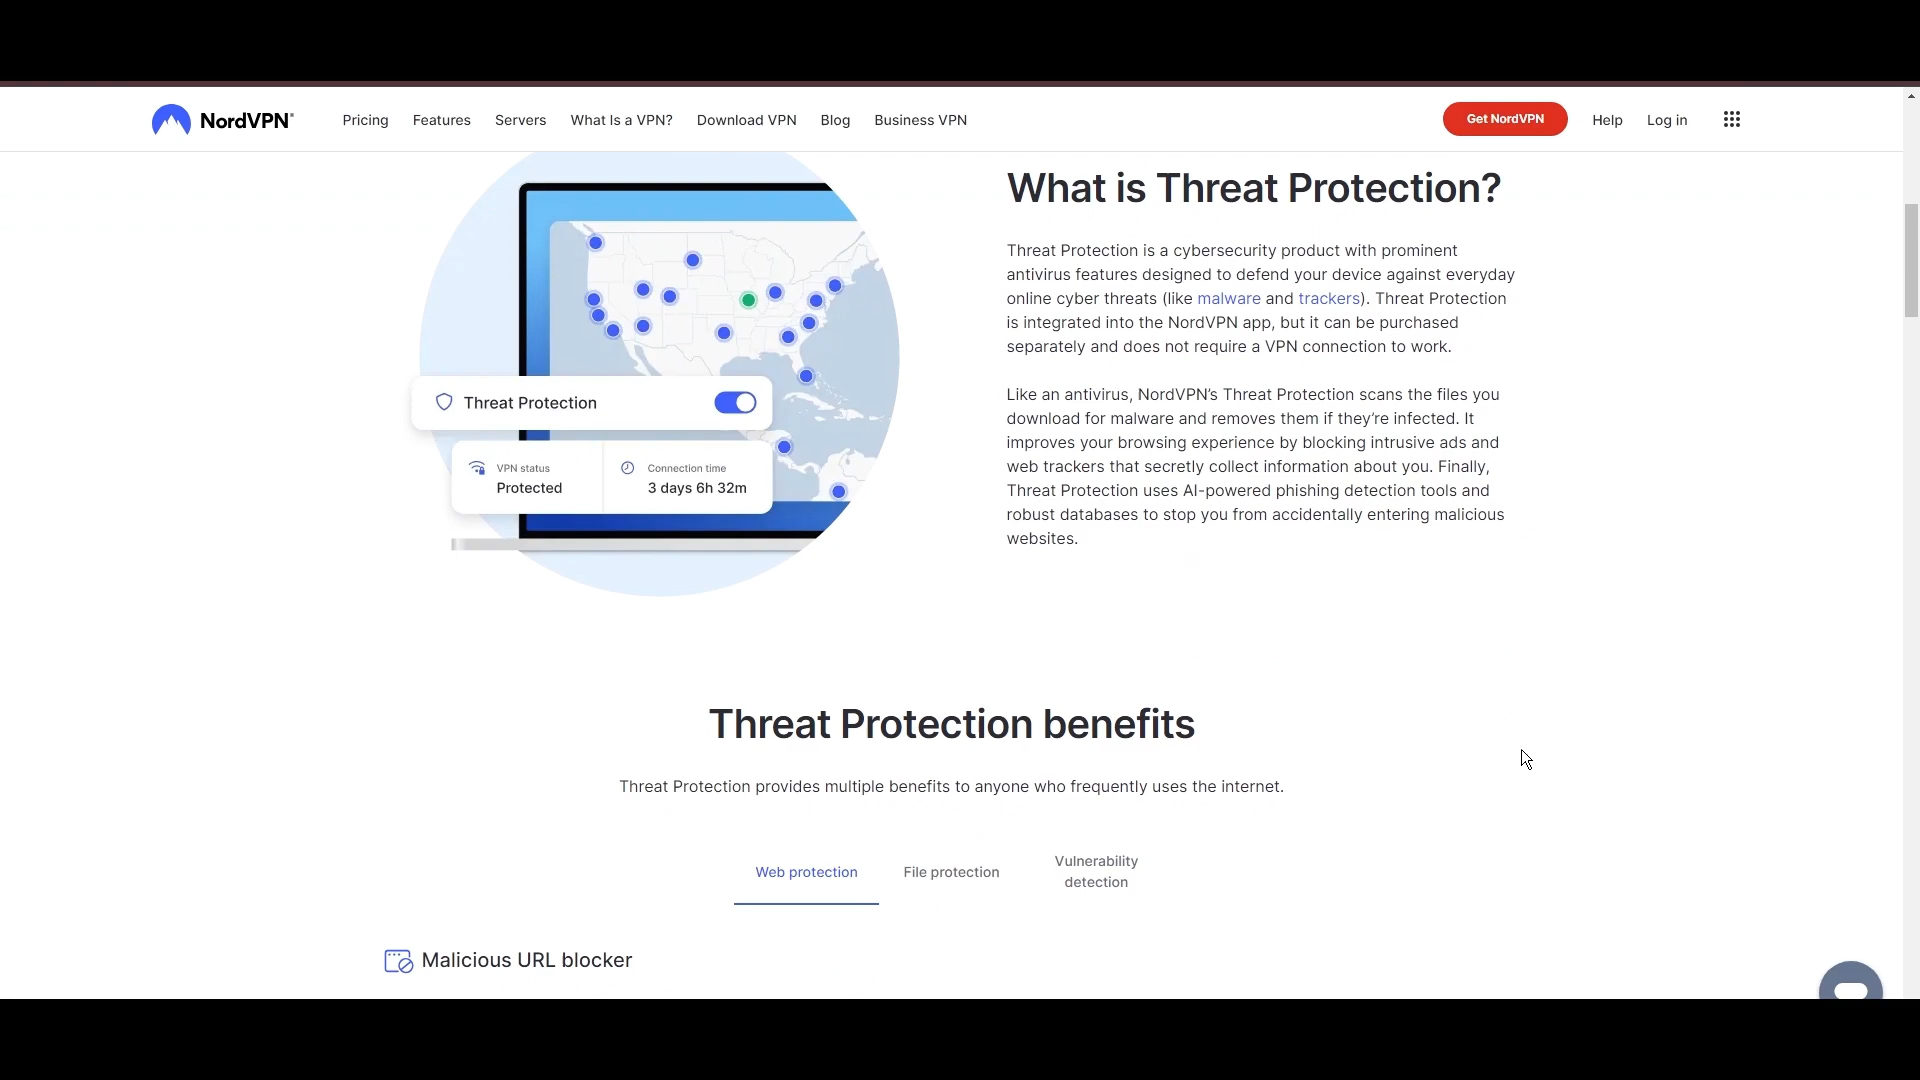 NordVPN®
Pricing
Features
Servers
What Is a VPN?
Download VPN
Blog
Business VPN
Get NordVPN
Help
Log in
Threat Protection
VPN status
Protected
Connection time
3 days 6h 32m
What is Threat Protection?
Threat Protection is a cybersecurity product with prominent
antivirus features designed to defend your device against everyday
online cyber threats (like malware and trackers). Threat Protection
is integrated into the NordVPN app, but it can be purchased
separately and does not require a VPN connection to work.
Like an antivirus, NordVPN’s Threat Protection scans the files you
download for malware and removes them if they’re infected. It
improves your browsing experience by blocking intrusive ads and
web trackers that secretly collect information about you. Finally,
Threat Protection uses AI-powered phishing detection tools and
robust databases to stop you from accidentally entering malicious
websites.
Threat Protection benefits
Threat Protection provides multiple benefits to anyone who frequently uses the internet.
Web protection
File protection
Vulnerability
detection
Malicious URL blocker